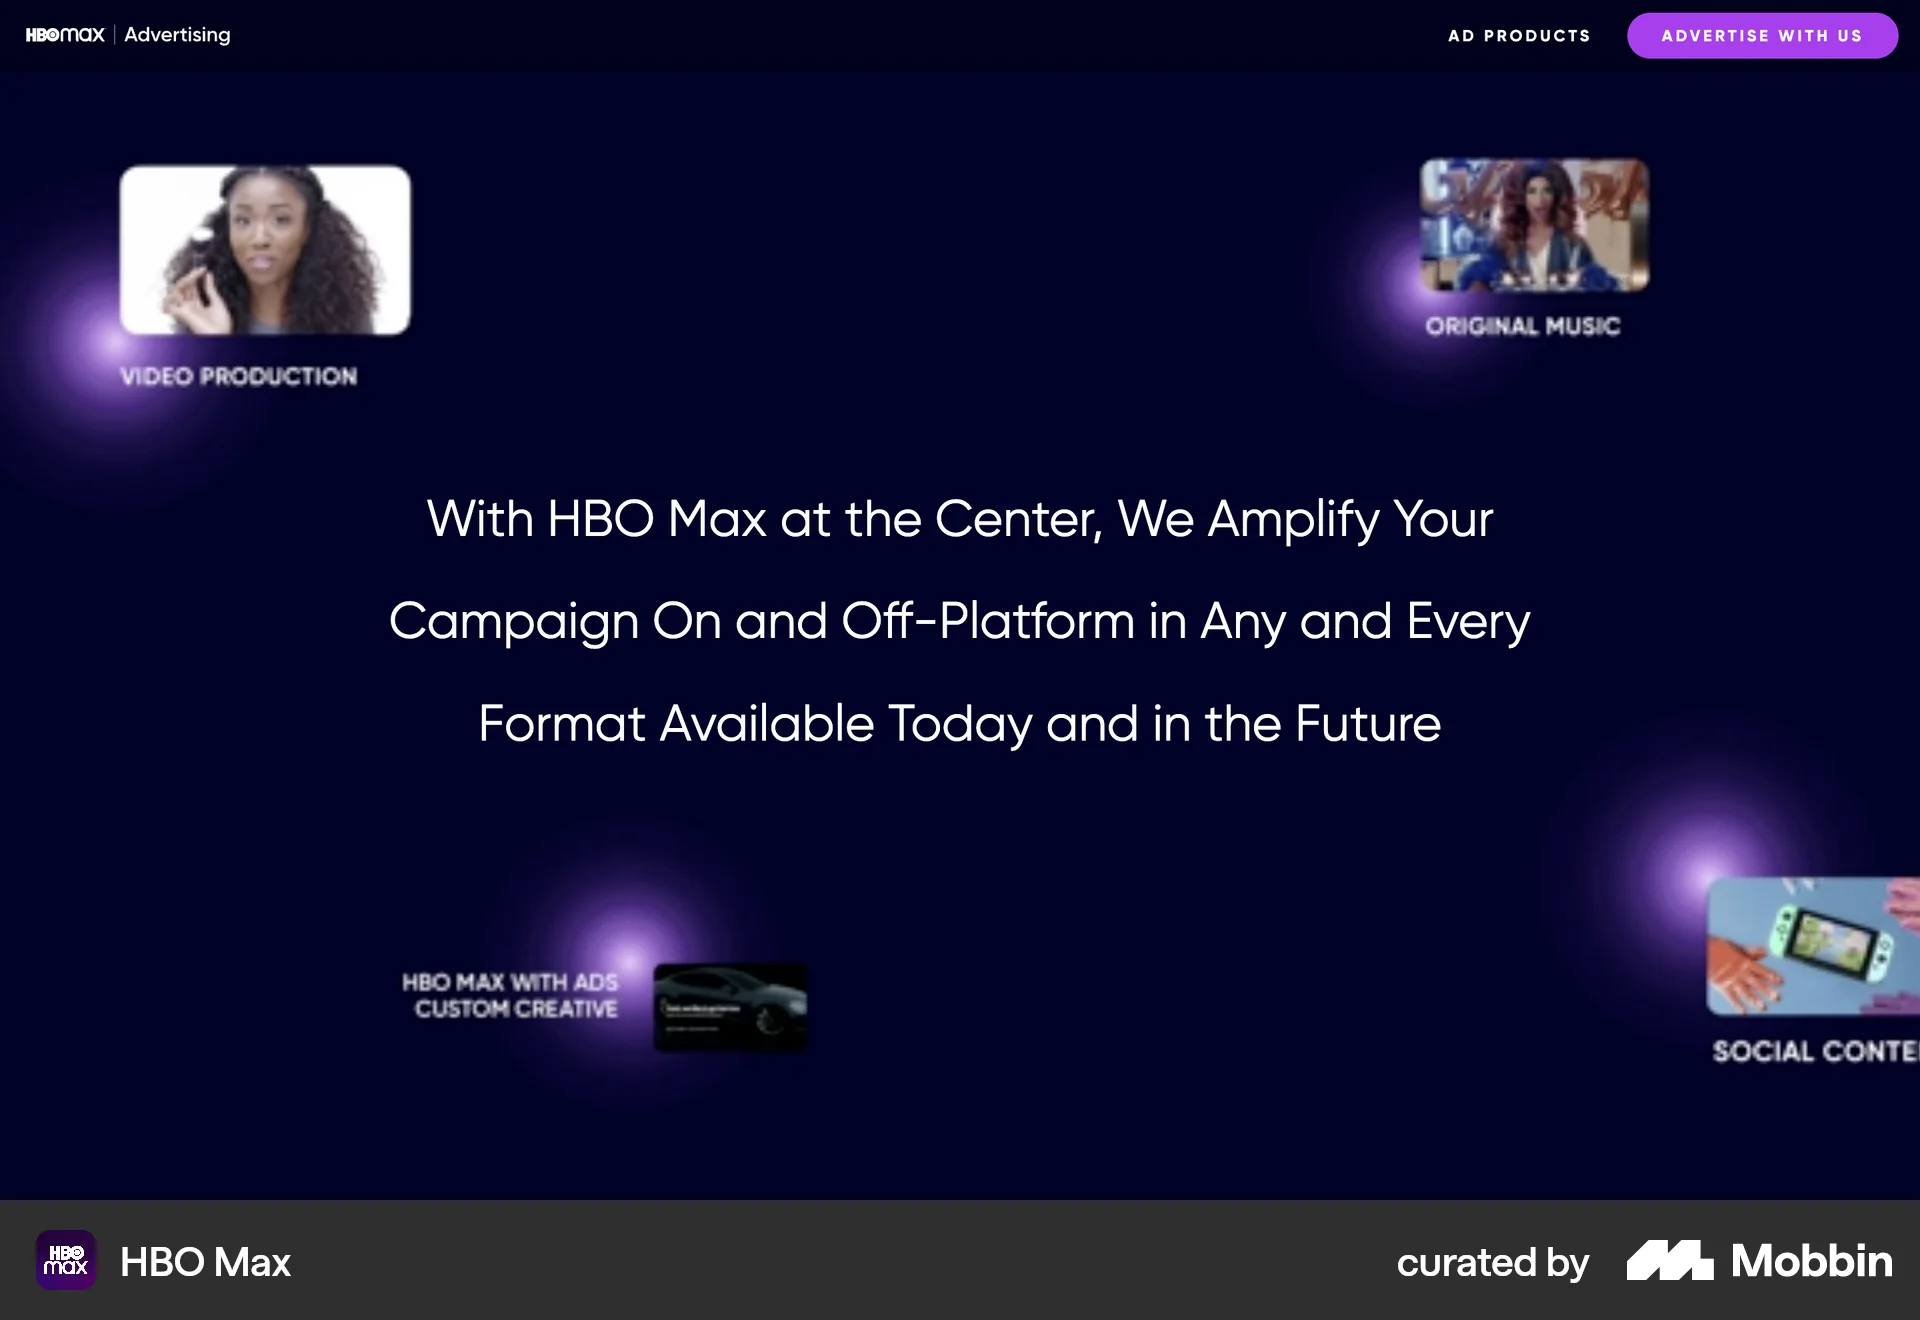 HBOmax | Advertising
AD PRODUCTS
ADVERTISE WITH US
VIDEO PRODUCTION
ORIGINAL MUSIC
With HBO Max at the Center, We Amplify Your
Campaign On and Off-Platform in Any and Every
Format Available Today and in the Future
HBO MAX WITH ADS
CUSTOM CREATIVE
SOCIAL
HBO
max
HBO Max
curated by
Mobbin